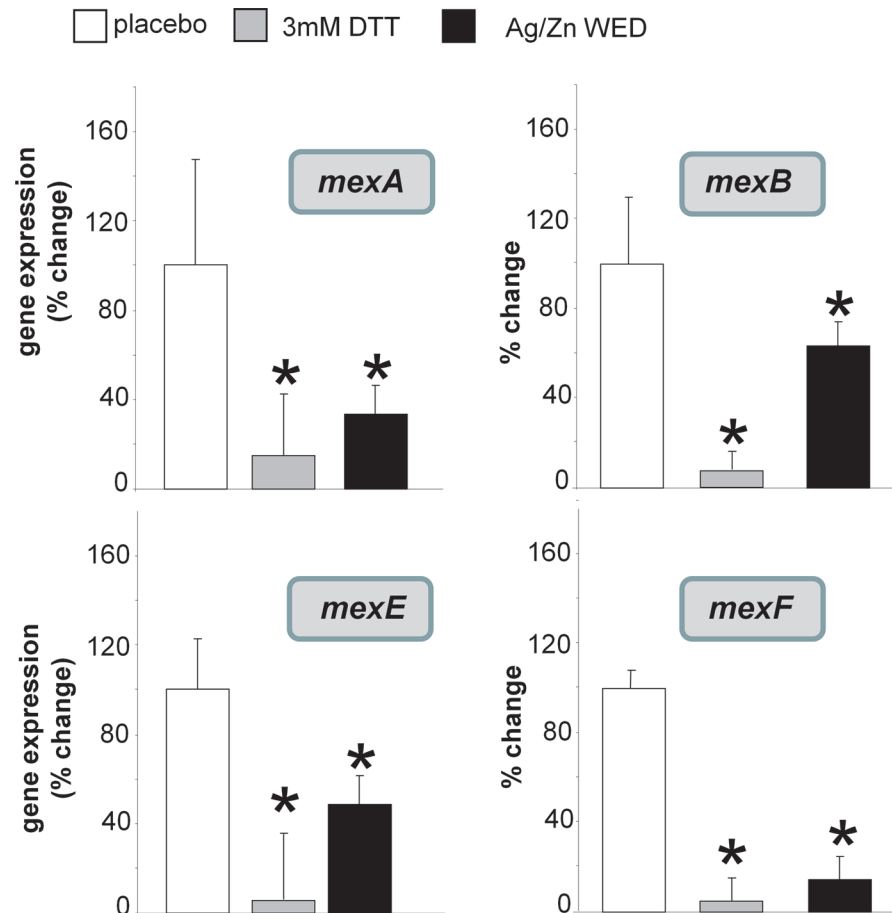 placebo 3mM DTT Ag/Zn WED
gene expression
(% change)
160
120
80
40
0
mexA
*
*
% change
160
120
80
40
0
mexB
*
*
gene expression
(% change)
160
120
80
40
0
mexE
*
*
% change
160
120
80
40
0
mexF
*
*